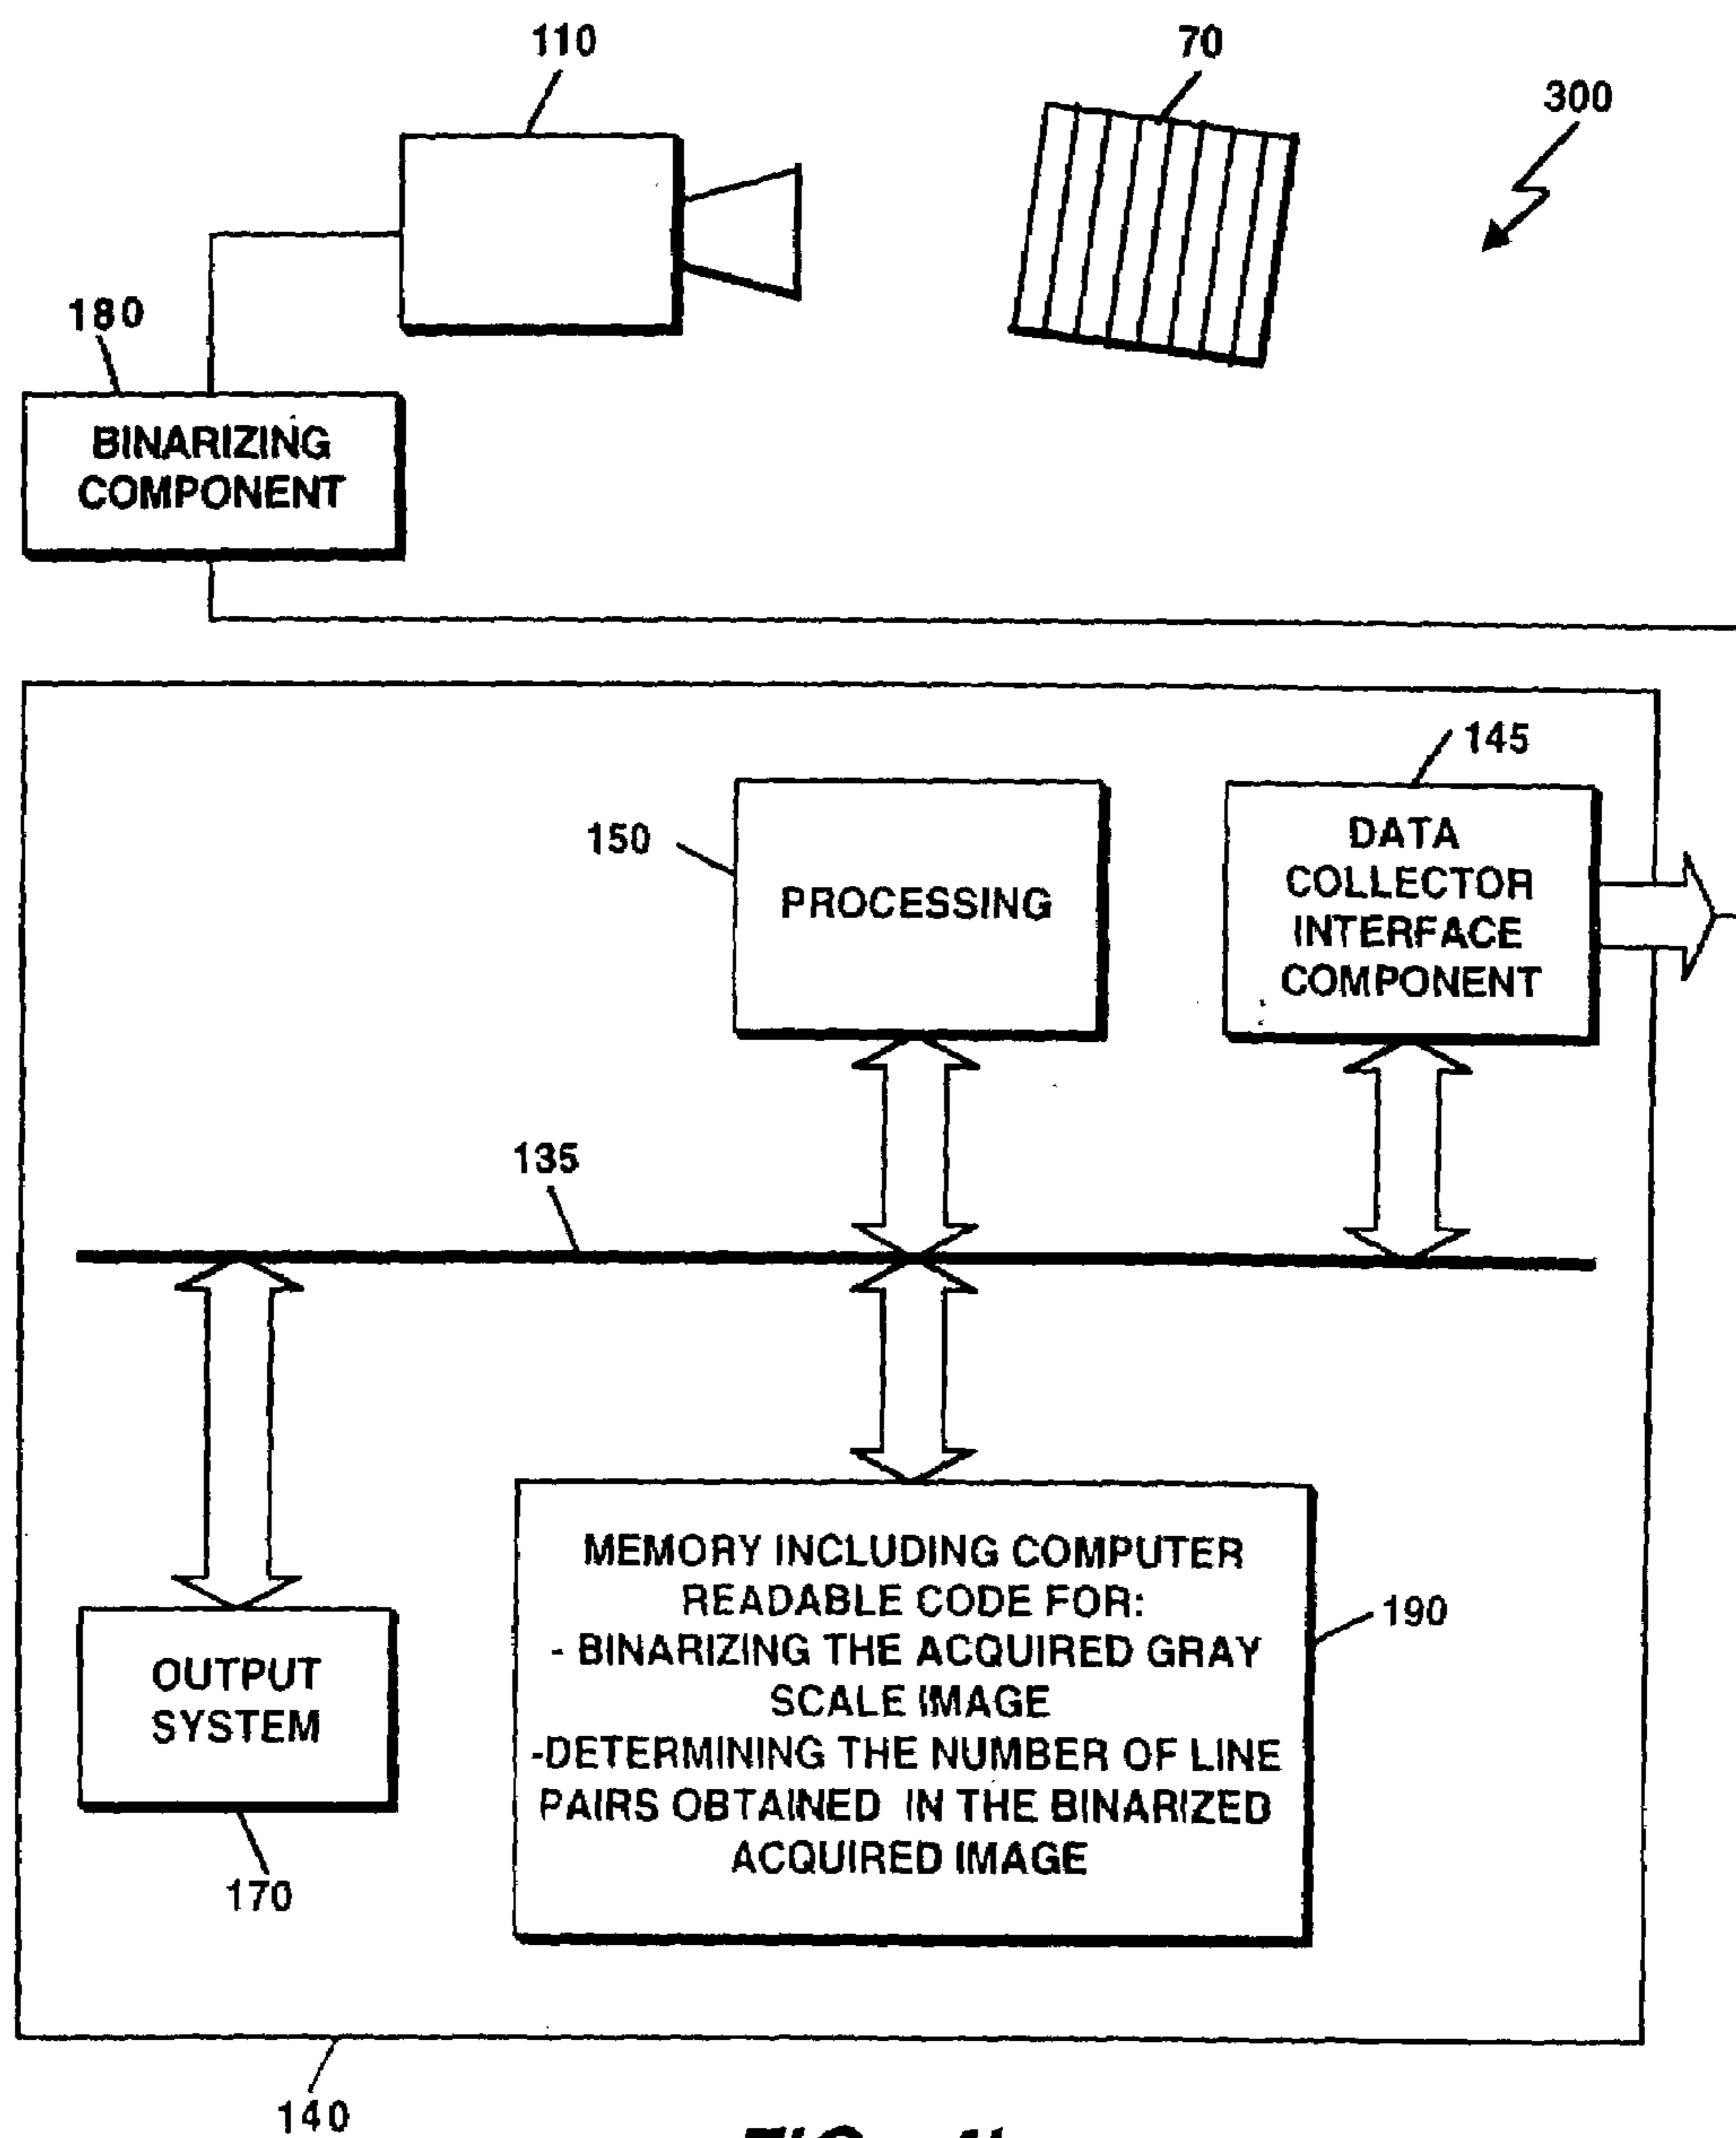 110
70
300
180
BINARIZING
COMPONENT
145
150
PROCESSING
DATA
COLLECTOR
INTERFACE
COMPONENT
135
MEMORY INCLUDING COMPUTER
READABLE CODE FOR:
- BINARIZING THE ACQUIRED GRAY
SCALE IMAGE
-DETERMINING THE NUMBER OF LINE
PAIRS OBTAINED IN THE BINARIZED
ACQUIRED IMAGE
190
OUTPUT
SYSTEM
170
140